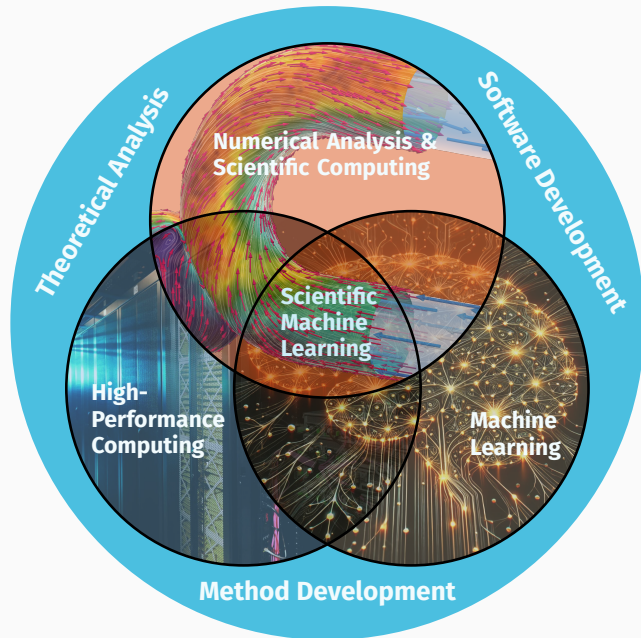 Theoretical Analysis
Software Development
Numerical Analysis &
Scientific Computing
Scientific
Machine
Learning
High-
Performance
Computing
Machine
Learning
Method Development